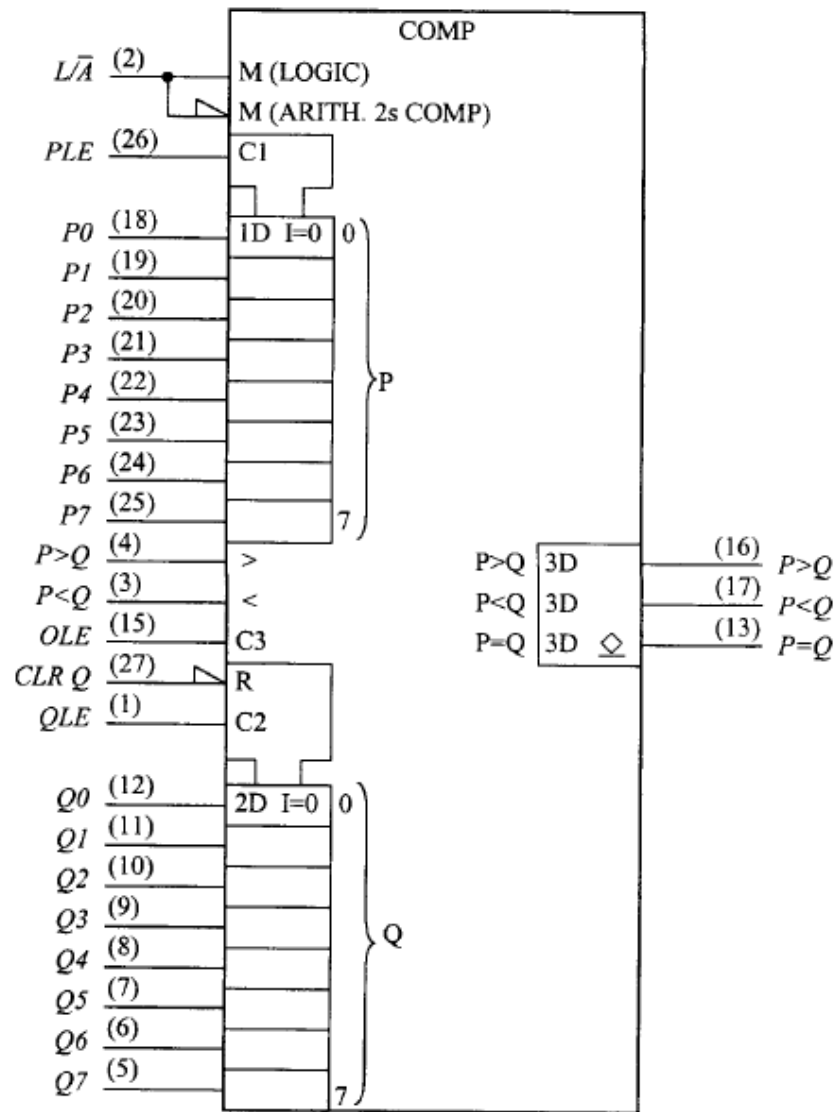 COMP
L/A̅ (2) M (LOGIC)
M (ARITH. 2s COMP)
PLE (26) C1
P0 (18) 1D I=0 0
P1 (19)
P2 (20)
P3 (21)
P4 (22) P
P5 (23)
P6 (24)
P7 (25) 7
P>Q (4) > P>Q 3D (16) P>Q
P<Q (3) < P<Q 3D (17) P<Q
OLE (15) C3 P=Q 3D ◇ (13) P=Q
CLR Q (27) R
QLE (1) C2
Q0 (12) 2D I=0 0
Q1 (11)
Q2 (10)
Q3 (9) Q
Q4 (8)
Q5 (7)
Q6 (6)
Q7 (5) 7